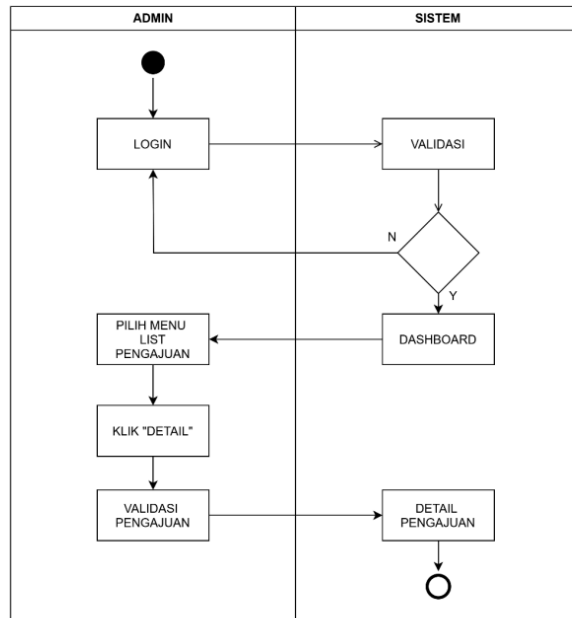 ADMIN
SISTEM
LOGIN
VALIDASI
N
Y
PILIH MENU
LIST
PENGAJUAN
DASHBOARD
KLIK "DETAIL"
VALIDASI
PENGAJUAN
DETAIL
PENGAJUAN